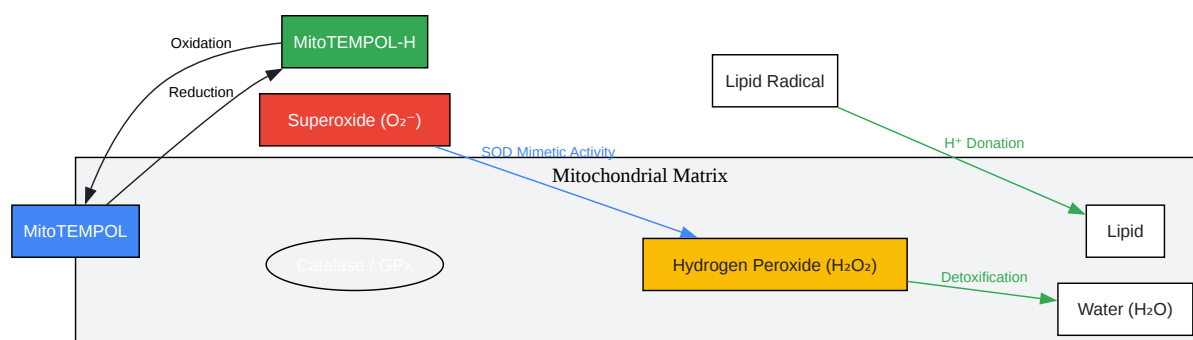 MitoTEMPOL-H
Oxidation
Reduction
Lipid Radical
Superoxide (O₂⁻)
H⁺ Donation
SOD Mimetic Activity
Mitochondrial Matrix
MitoTEMPOL
Lipid
Catalase / GPx
Hydrogen Peroxide (H₂O₂)
Detoxification
Water (H₂O)